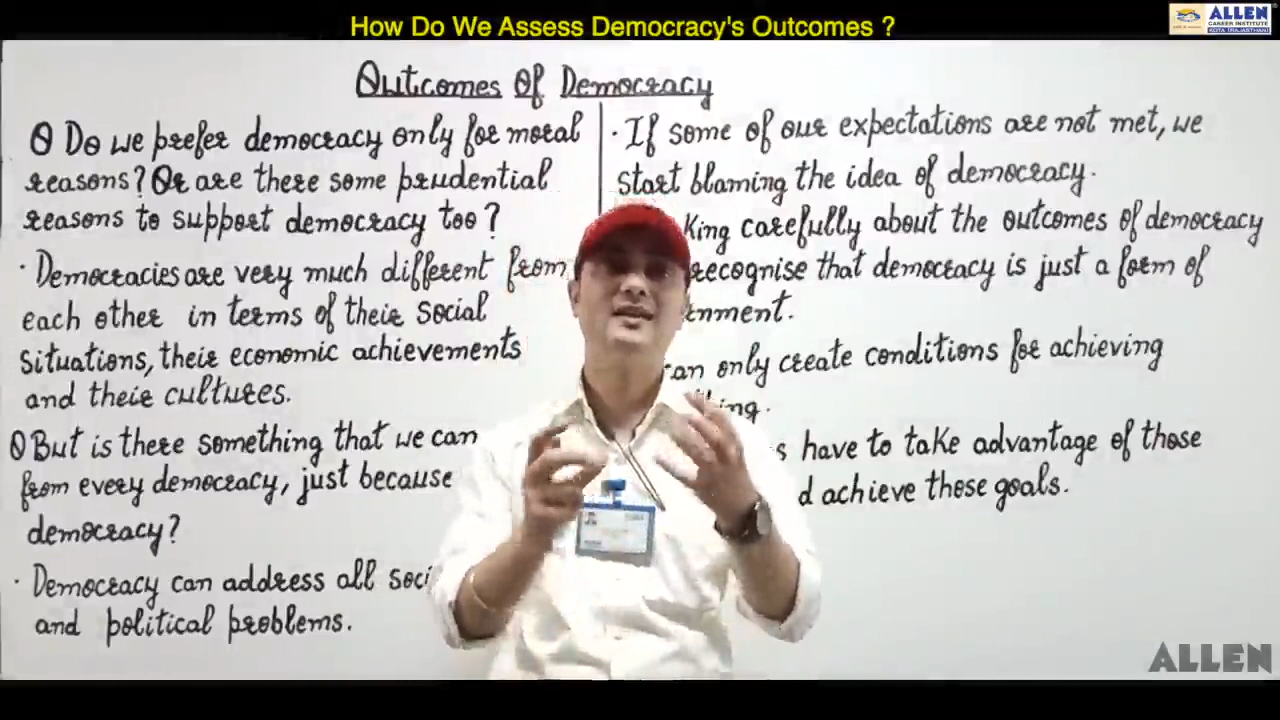 How Do We Assess Democracy's Outcomes ?
ALLEN
CAREER INSTITUTE
KOTA (RAJASTHAN)
Outcomes Of Democracy
Q Do we prefer democracy only for moral
reasons? Or are there some prudential
reasons to support democracy too?
· Democracies are very much different from
each other in terms of their social
situations, their economic achievements
and their cultures.
Q But is there something that we can
from every democracy, just because
democracy?
· Democracy can address all soci
and political problems.
· If some of our expectations are not met, we
start blaming the idea of democracy.
king carefully about the outcomes of democracy
recognise that democracy is just a form of
rnment.
can only create conditions for achieving
thing.
s have to take advantage of those
d achieve those goals.
ALLEN